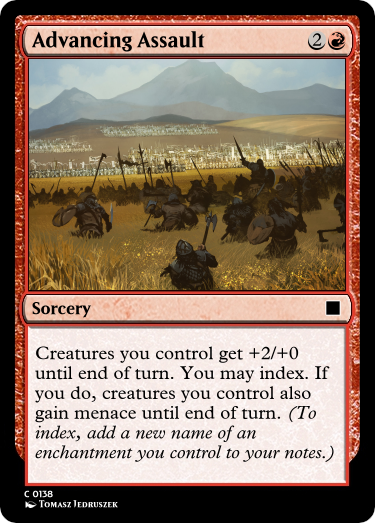 Advancing Assault 2
Sorcery
Creatures you control get +2/+0
until end of turn. You may index. If
you do, creatures you control also
gain menace until end of turn. (To
index, add a new name of an
enchantment you control to your notes.)
C 0138
Tomasz Jedruszek